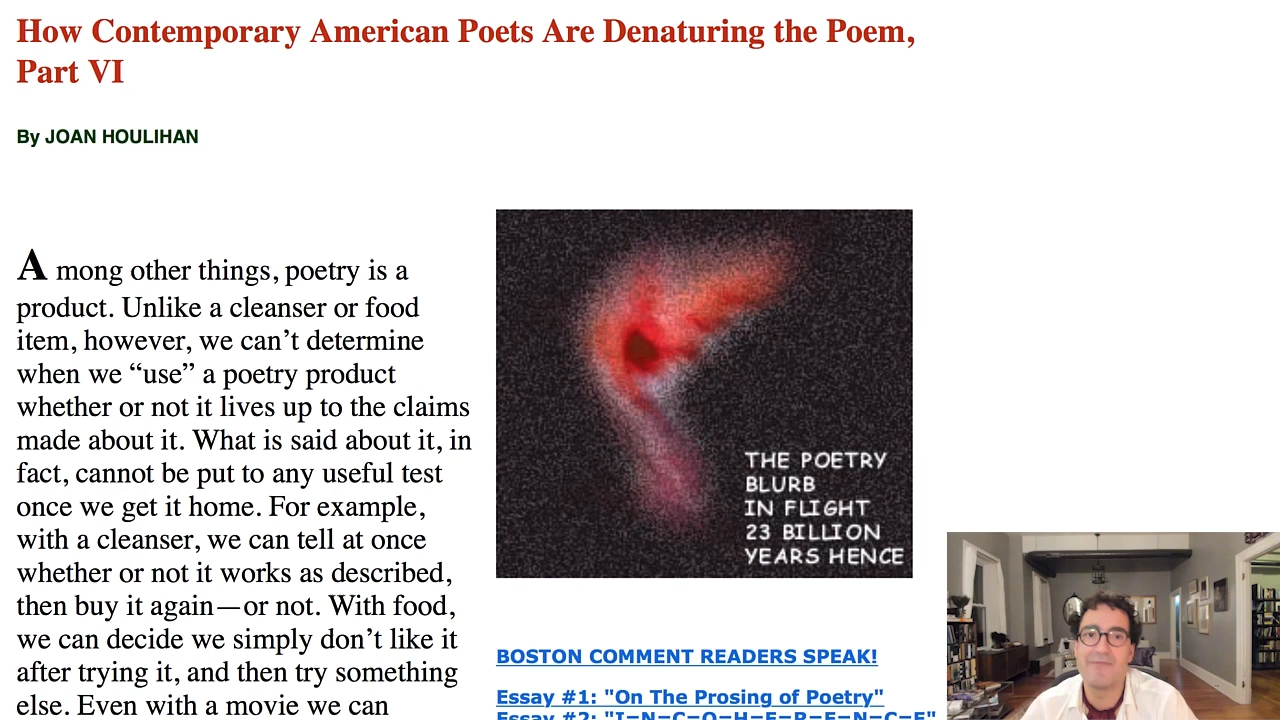 How Contemporary American Poets Are Denaturing the Poem,
Part VI
By JOAN HOULIHAN
A mong other things, poetry is a
product. Unlike a cleanser or food
item, however, we can’t determine
when we “use” a poetry product
whether or not it lives up to the claims
made about it. What is said about it, in
fact, cannot be put to any useful test
once we get it home. For example,
with a cleanser, we can tell at once
whether or not it works as described,
then buy it again—or not. With food,
we can decide we simply don’t like it
after trying it, and then try something
else. Even with a movie we can
THE POETRY
BLURB
IN FLIGHT
23 BILLION
YEARS HENCE
BOSTON COMMENT READERS SPEAK!
Essay #1: "On The Prosing of Poetry"
Essay #2: "I=N=C=O=H=E=R=E=N=C=E"